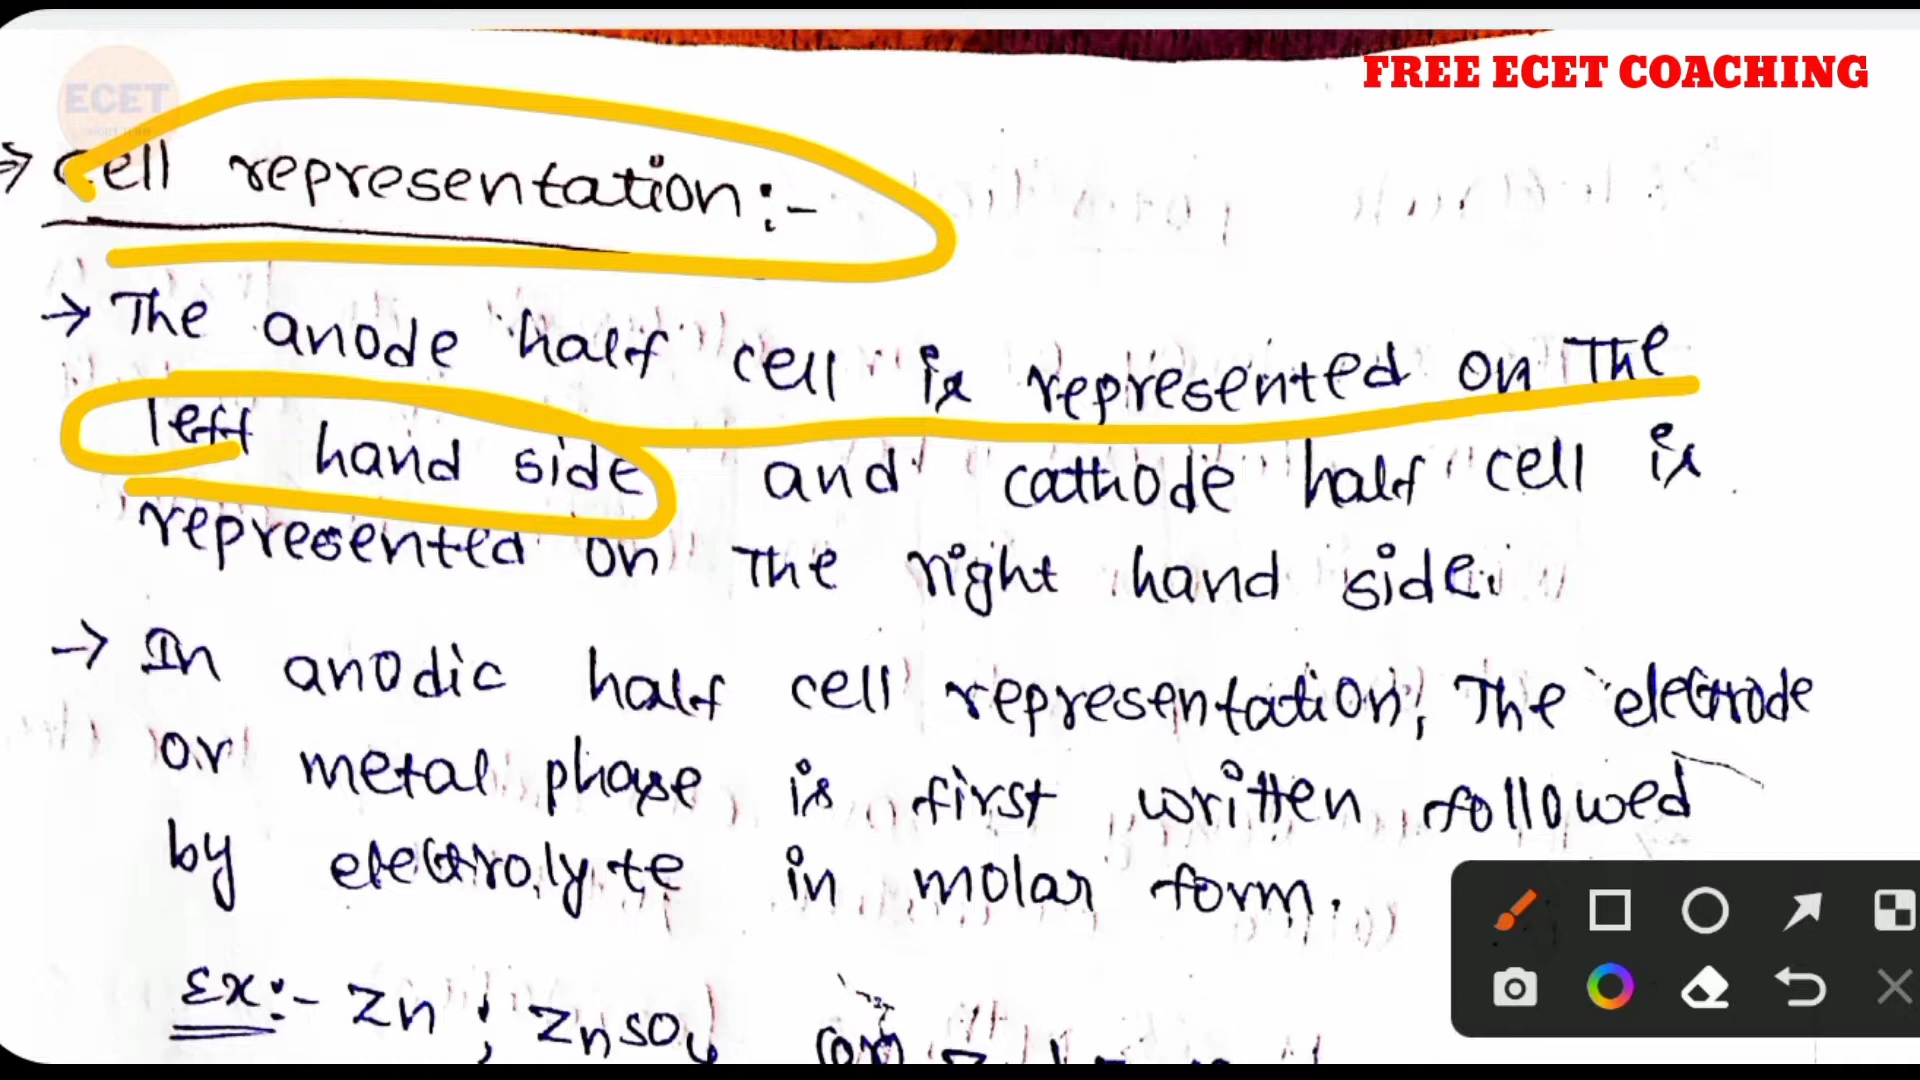 FREE ECET COACHING
ECET
→ Cell representation:-
→ The anode half cell is represented on the
left hand side and cathode half cell is
represented on the right hand side.
→ In anodic half cell representation, The electrode
or metal phase is first written followed
by electrolyte in molar form.
Ex:- Zn ; ZnSO4 (or)